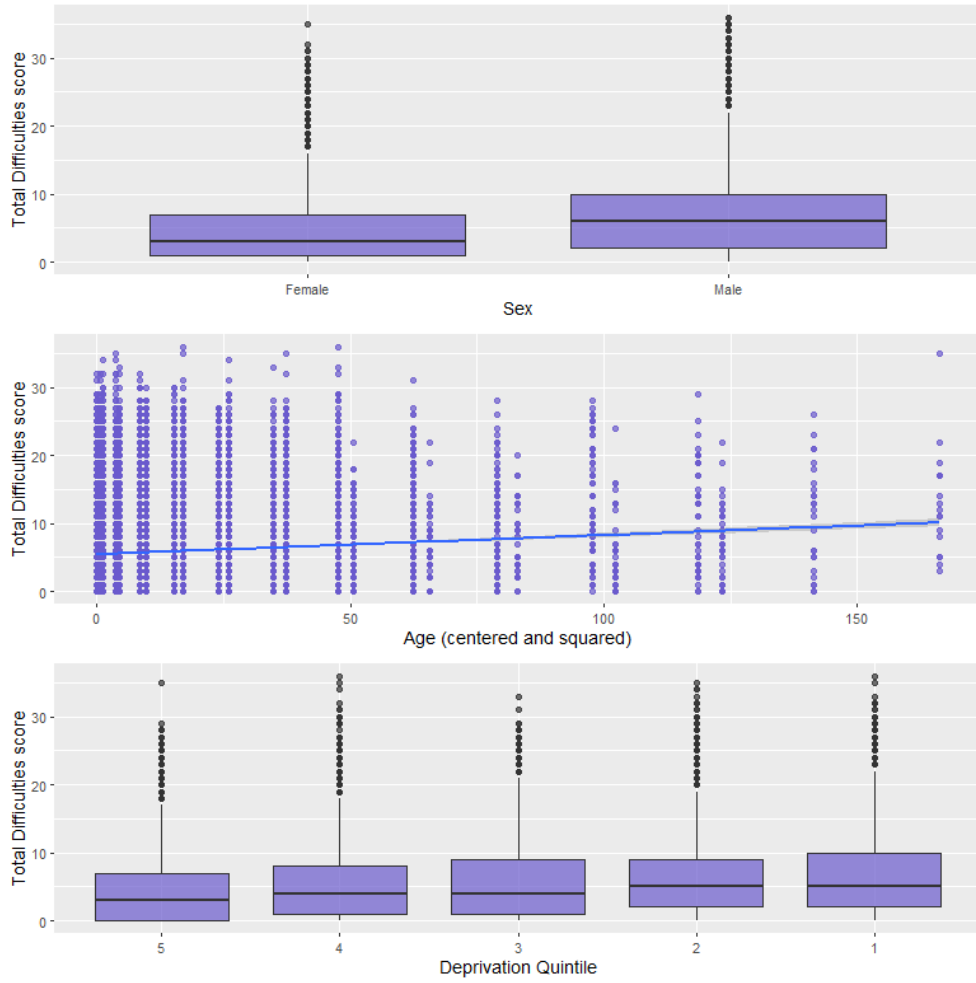 Total Difficulties score
30
20
10
0
Female Male
Sex
Total Difficulties score
30
20
10
0
0 50 100 150
Age (centered and squared)
Total Difficulties score
30
20
10
0
5 4 3 2 1
Deprivation Quintile